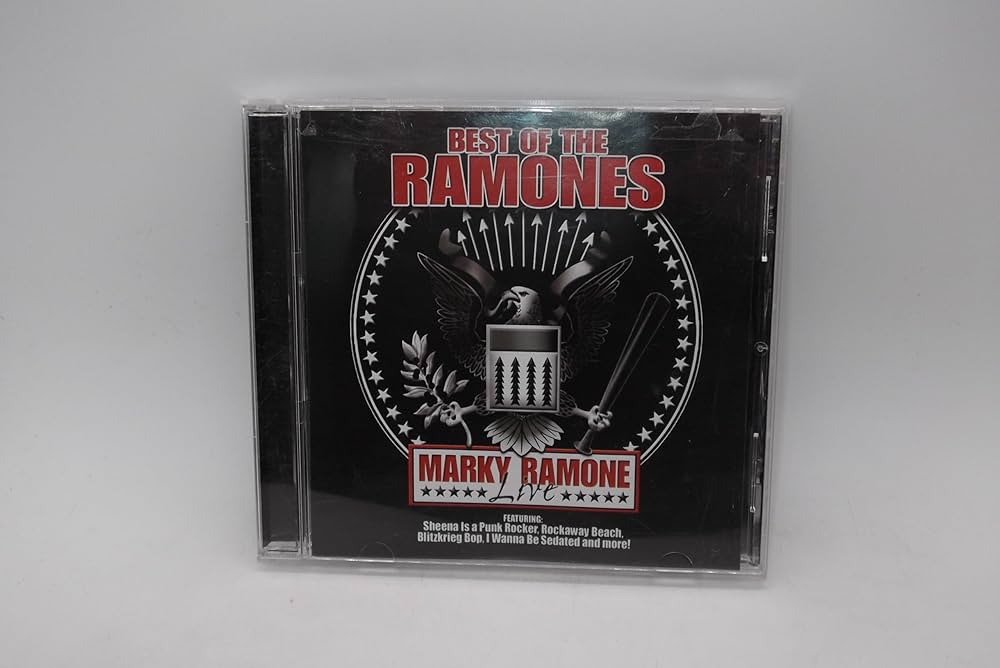 BEST OF THE
RAMONES
MARKY RAMONE
Live
FEATURING:
Sheena Is a Punk Rocker, Rockaway Beach,
Blitzkrieg Bop, I Wanna Be Sedated and more!